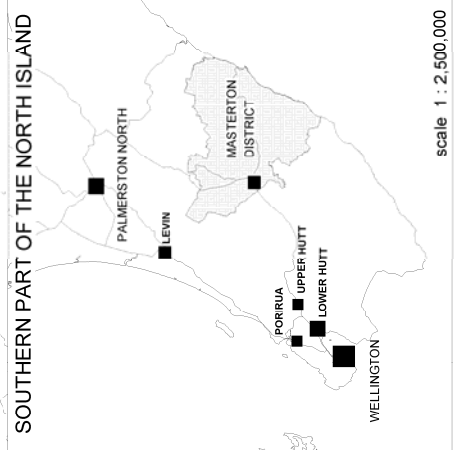 SOUTHERN PART OF THE NORTH ISLAND
PALMERSTON NORTH
LEVIN
MASTERTON
DISTRICT
PORIRUA
UPPER HUTT
LOWER HUTT
WELLINGTON
scale 1 : 2,500,000